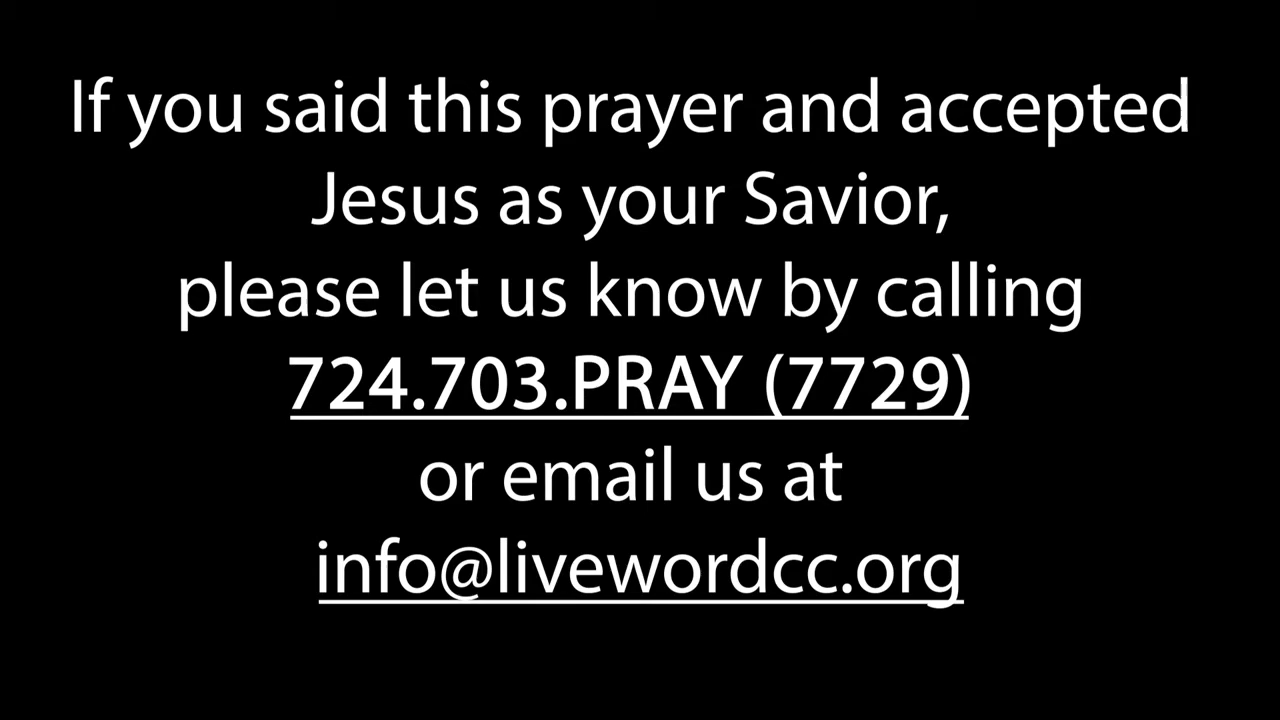 If you said this prayer and accepted
Jesus as your Savior,
please let us know by calling
724.703.PRAY (7729)
or email us at
info@livewordcc.org